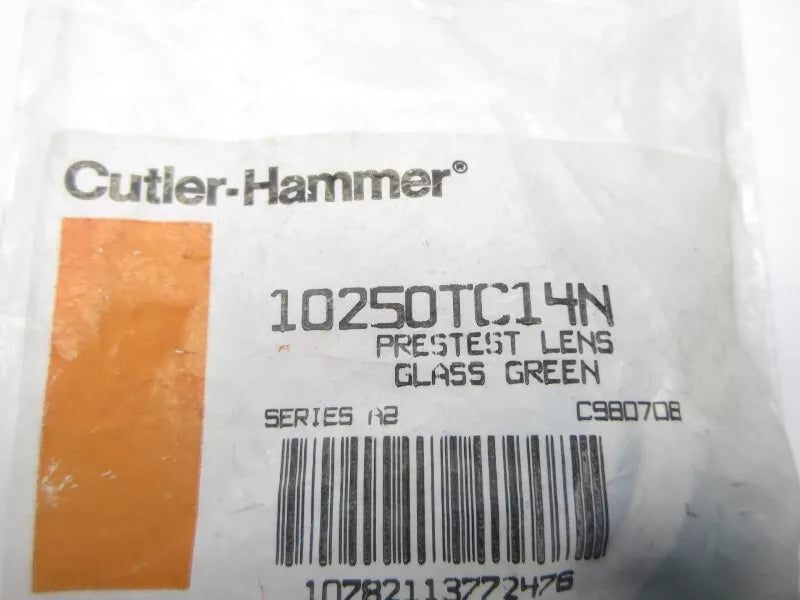 Cutler-Hammer®
10250TC14N
PRESTEST LENS
GLASS GREEN
SERIES A2 C980708
10782113772476